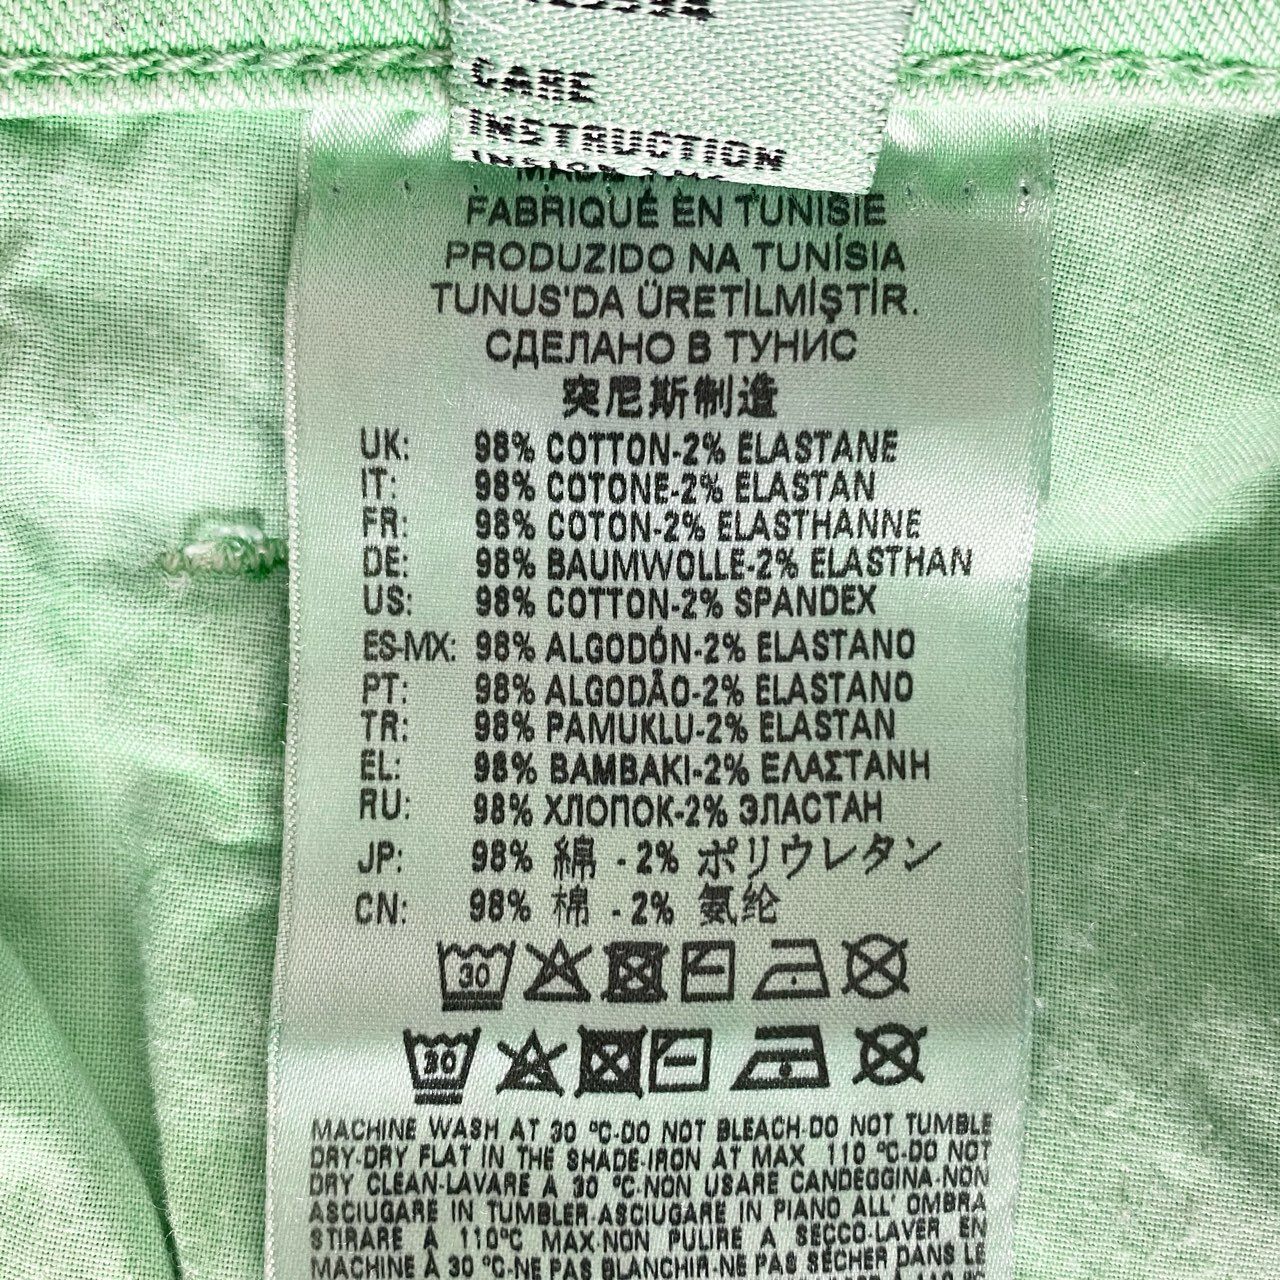 CARE
INSTRUCTION
FABRIQUÉ EN TUNISIE
PRODUZIDO NA TUNÍSIA
TUNUS'DA ÜRETİLMİŞTİR.
СДЕЛАНО В ТУНИС
突尼斯制造
UK: 98% COTTON-2% ELASTANE
IT: 98% COTONE-2% ELASTAN
FR: 98% COTON-2% ELASTHANNE
DE: 98% BAUMWOLLE-2% ELASTHAN
US: 98% COTTON-2% SPANDEX
ES-MX: 98% ALGODÓN-2% ELASTANO
PT: 98% ALGODÃO-2% ELASTANO
TR: 98% PAMUKLU-2% ELASTAN
EL: 98% ΒΑΜΒΑΚΙ-2% ΕΛΑΣΤΑΝΗ
RU: 98% ХЛОПОК-2% ЭЛАСТАН
JP: 98% 綿 - 2% ポリウレタン
CN: 98% 棉 - 2% 氨纶
30
30
MACHINE WASH AT 30 °C-DO NOT BLEACH-DO NOT TUMBLE
DRY-DRY FLAT IN THE SHADE-IRON AT MAX 110 °C-DO NOT
DRY CLEAN-LAVARE A 30 °C-NON USARE CANDEGGINA-NON
ASCIUGARE IN TUMBLER-ASCIUGARE IN PIANO ALL' OMBRA
STIRARE A 110°C MAX-NON PULIRE A SECCO-LAVER EN
MACHINE À 30 °C-NE PAS BLANCHIR-NE PAS SÉCHER DANS LE